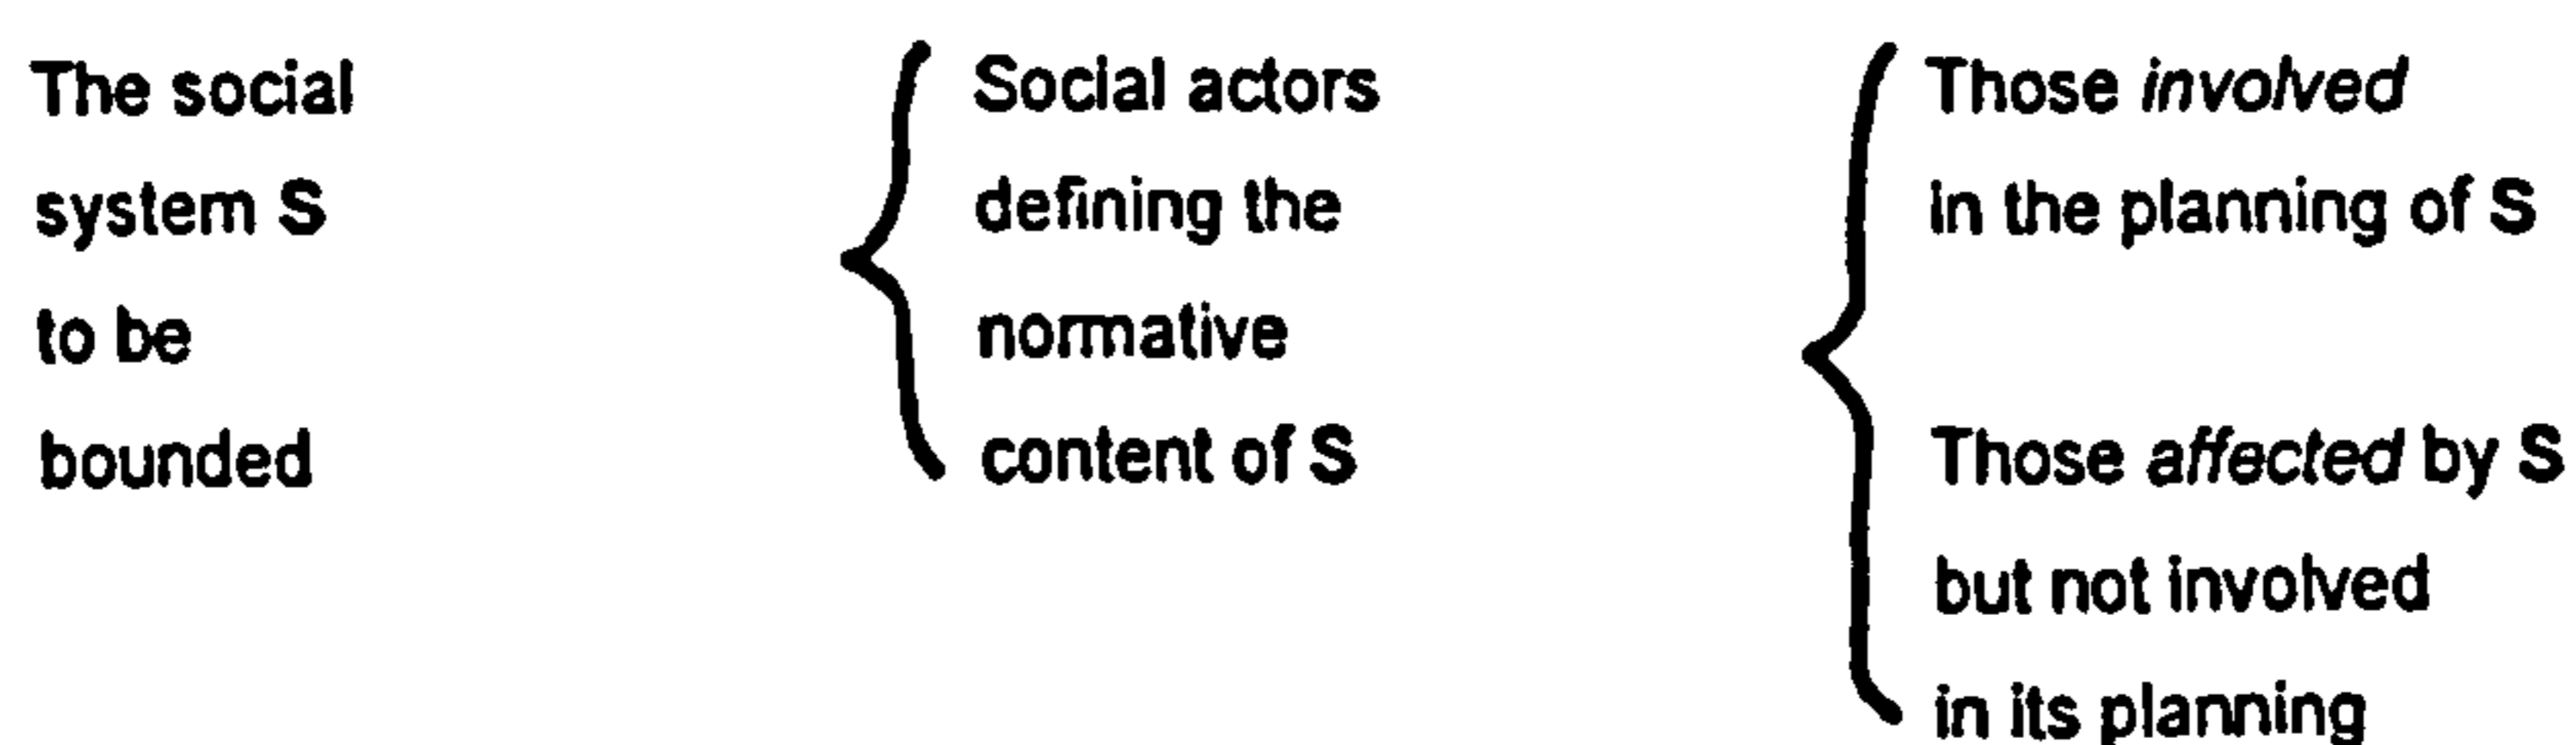 The social
system S
to be
bounded
Social actors
defining the
normative
content of S
Those involved
in the planning of S
Those affected by S
but not involved
in its planning